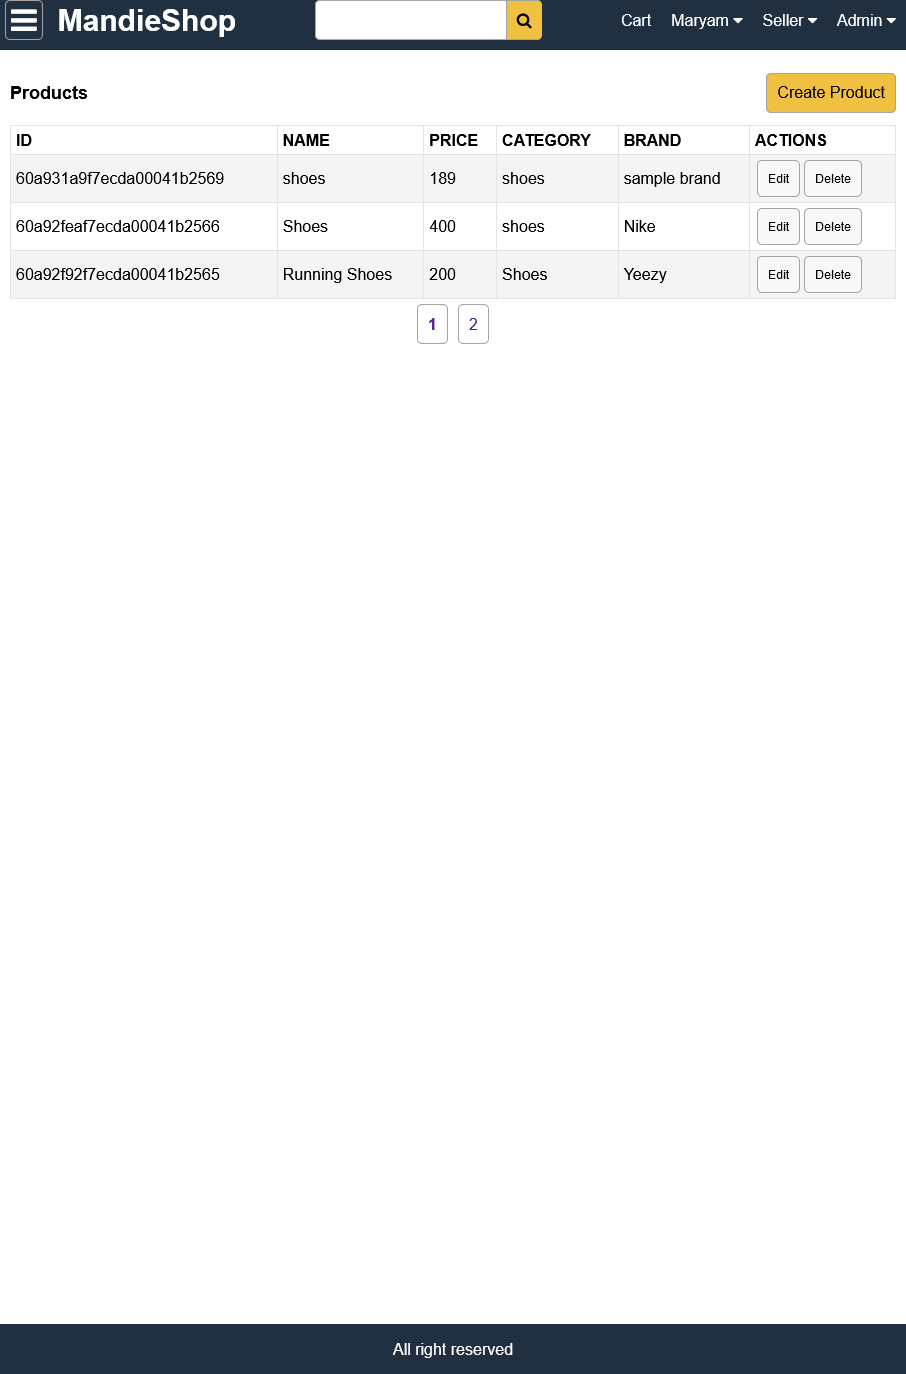 MandieShop Cart Maryam Seller Admin
Products Create Product
ID NAME PRICE CATEGORY BRAND ACTIONS
60a931a9f7ecda00041b2569 shoes 189 shoes sample brand Edit Delete
60a92feaf7ecda00041b2566 Shoes 400 shoes Nike Edit Delete
60a92f92f7ecda00041b2565 Running Shoes 200 Shoes Yeezy Edit Delete
1 2
All right reserved